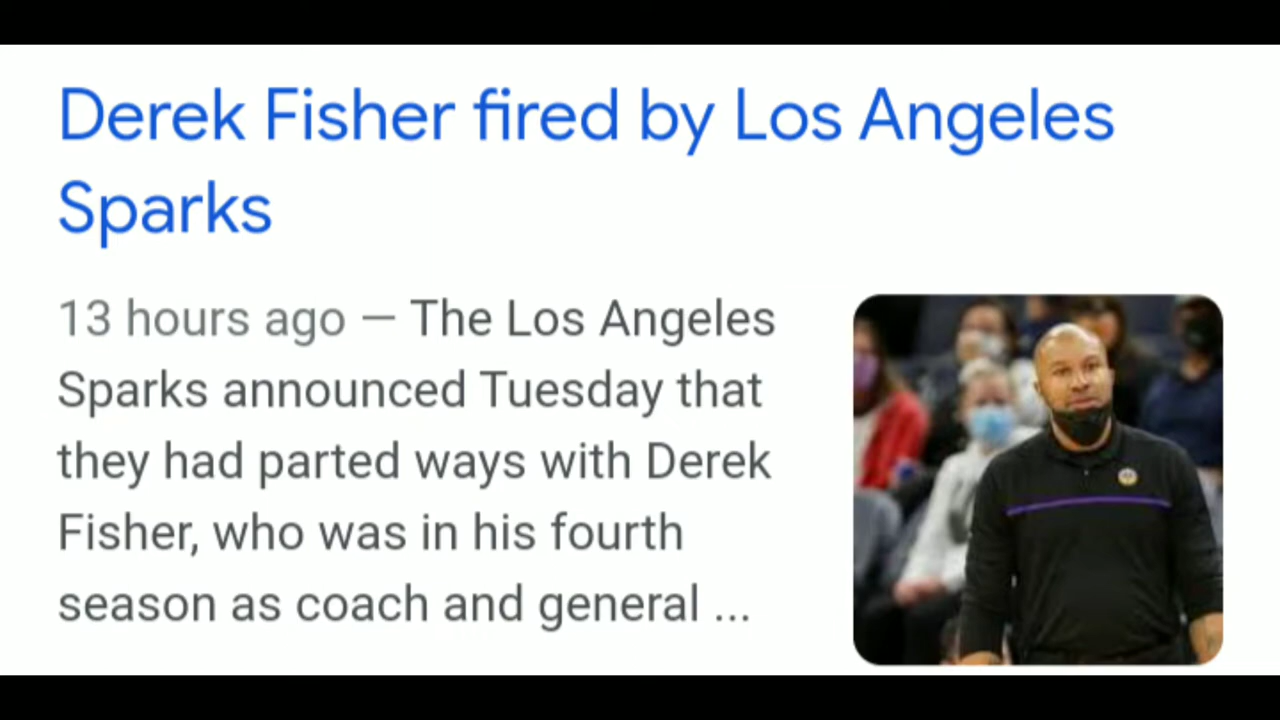 Derek Fisher fired by Los Angeles
Sparks
13 hours ago — The Los Angeles
Sparks announced Tuesday that
they had parted ways with Derek
Fisher, who was in his fourth
season as coach and general ...